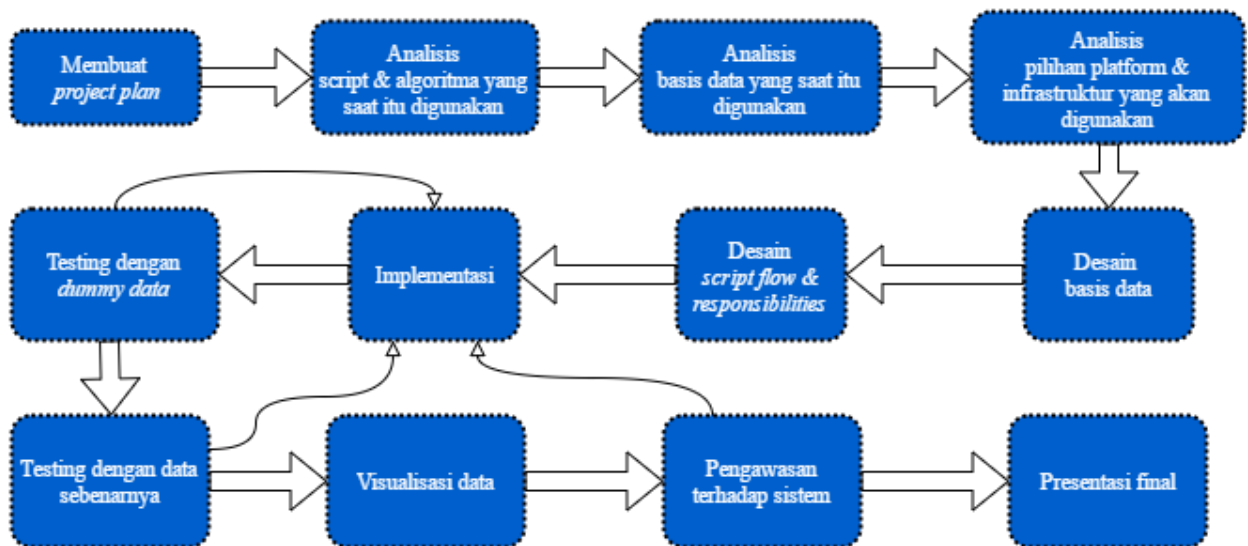 Membuat
project plan
Analisis
script & algoritma yang
saat itu digunakan
Analisis
basis data yang saat itu
digunakan
Analisis
pilihan platform &
infrastruktur yang akan
digunakan
Testing dengan
dummy data
Implementasi
Desain
script flow &
responsibilities
Desain
basis data
Testing dengan data
sebenarnya
Visualisasi data
Pengawasan
terhadap sistem
Presentasi final